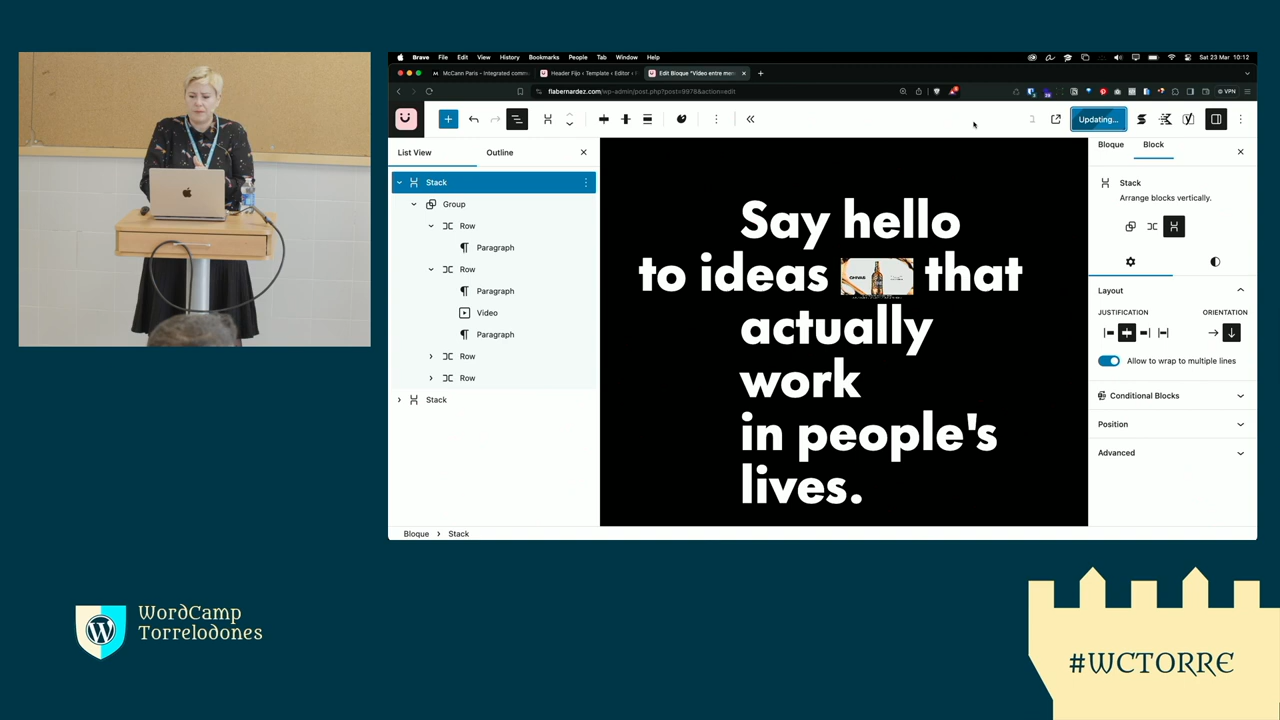 Brave File Edit View History Bookmarks People Tab Window Help
Sat 23 Mar 10:12
McCann Paris - Integrated comm
Header Fijo ‹ Template ‹ Editor ‹
Edit Bloque "Video entre me
flabernardez.com/wp-admin/post.php?post=9978&action=edit
VPN
Updating...
List View Outline
Stack
Group
Row
Paragraph
Row
Paragraph
Video
Paragraph
Row
Row
Stack
Say hello
to ideas that
actually
work
in people's
lives.
CHIVAS
Bloque Block
Stack
Arrange blocks vertically.
Layout
JUSTIFICATION ORIENTATION
Allow to wrap to multiple lines
Conditional Blocks
Position
Advanced
Bloque > Stack
WordCamp
Torrelodones
#WCTORRE